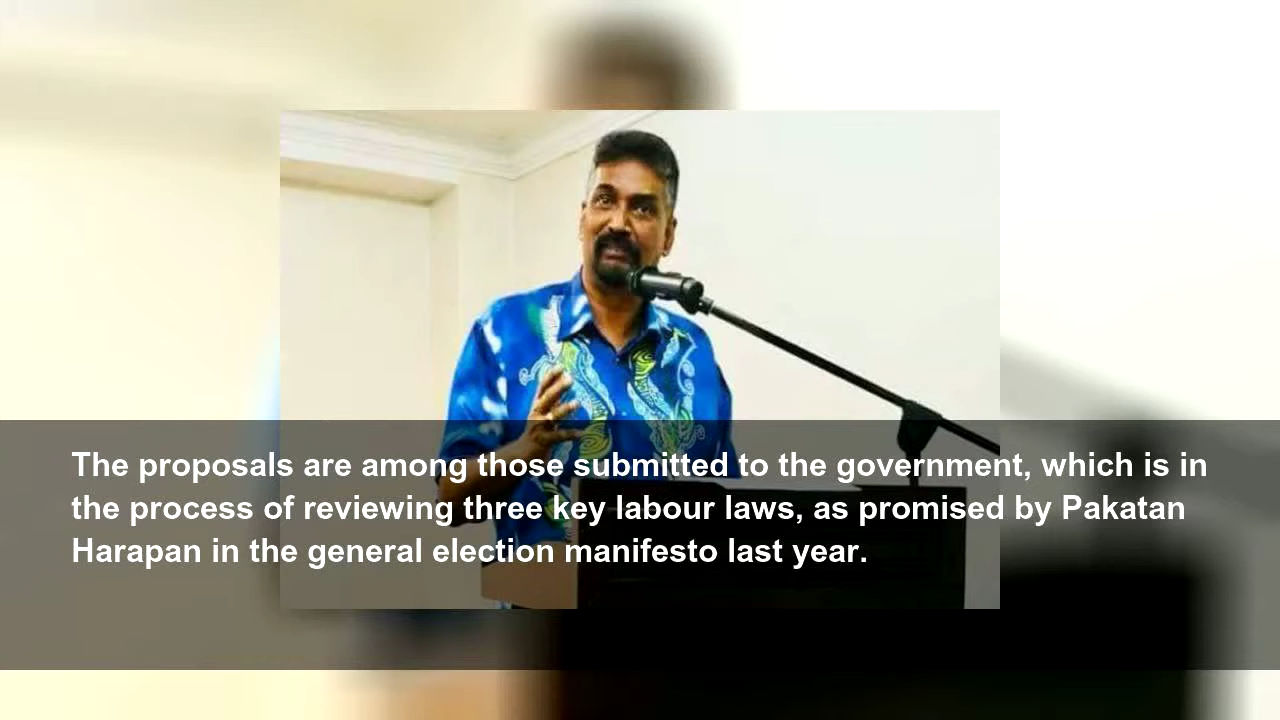 The proposals are among those submitted to the government, which is in
the process of reviewing three key labour laws, as promised by Pakatan
Harapan in the general election manifesto last year.